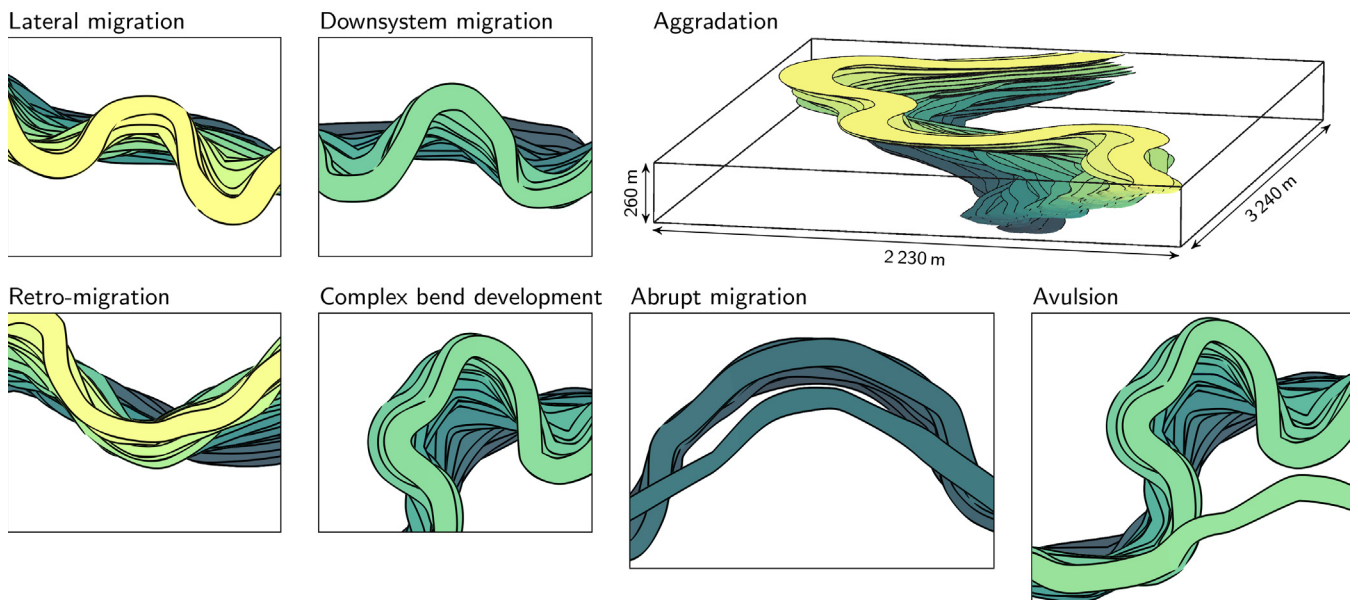 Lateral migration
Downsystem migration
Aggradation
260 m
2 230 m
3 240 m
Retro-migration
Complex bend development
Abrupt migration
Avulsion